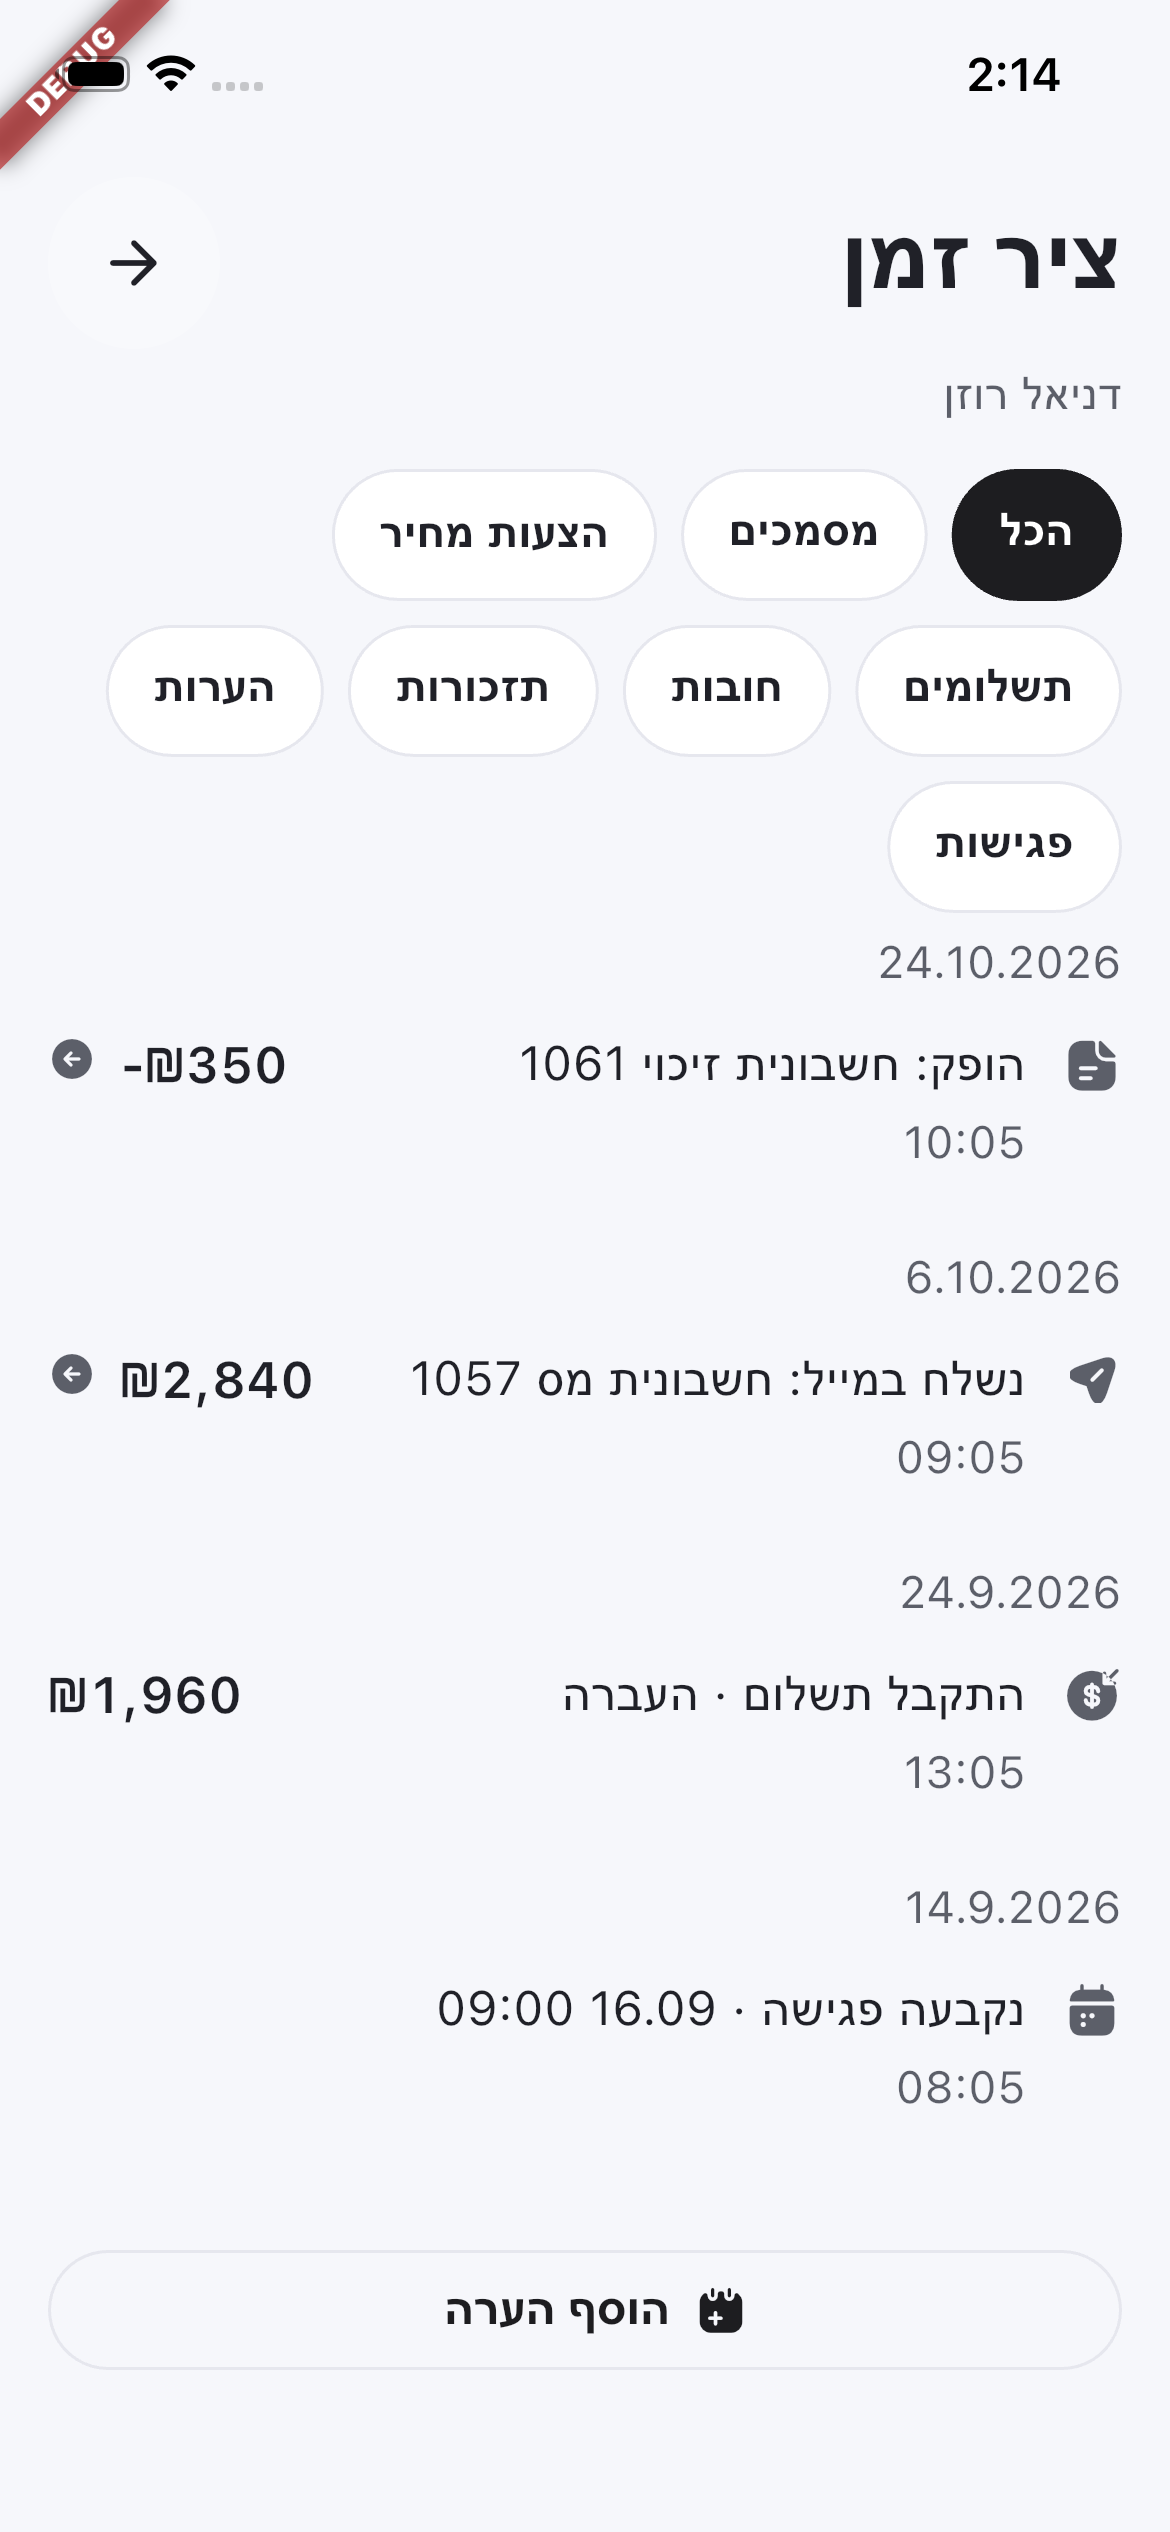 DEBUG
2:14
ציר זמן
דניאל רוזן
הכל מסמכים הצעות מחיר
תשלומים חובות תזכורות הערות
פגישות
24.10.2026
הופק: חשבונית זיכוי 1061 -₪350
10:05
6.10.2026
נשלח במייל: חשבונית מס 1057 ₪2,840
09:05
24.9.2026
התקבל תשלום · העברה ₪1,960
13:05
14.9.2026
נקבעה פגישה · 16.09 09:00
08:05
הוסף הערה